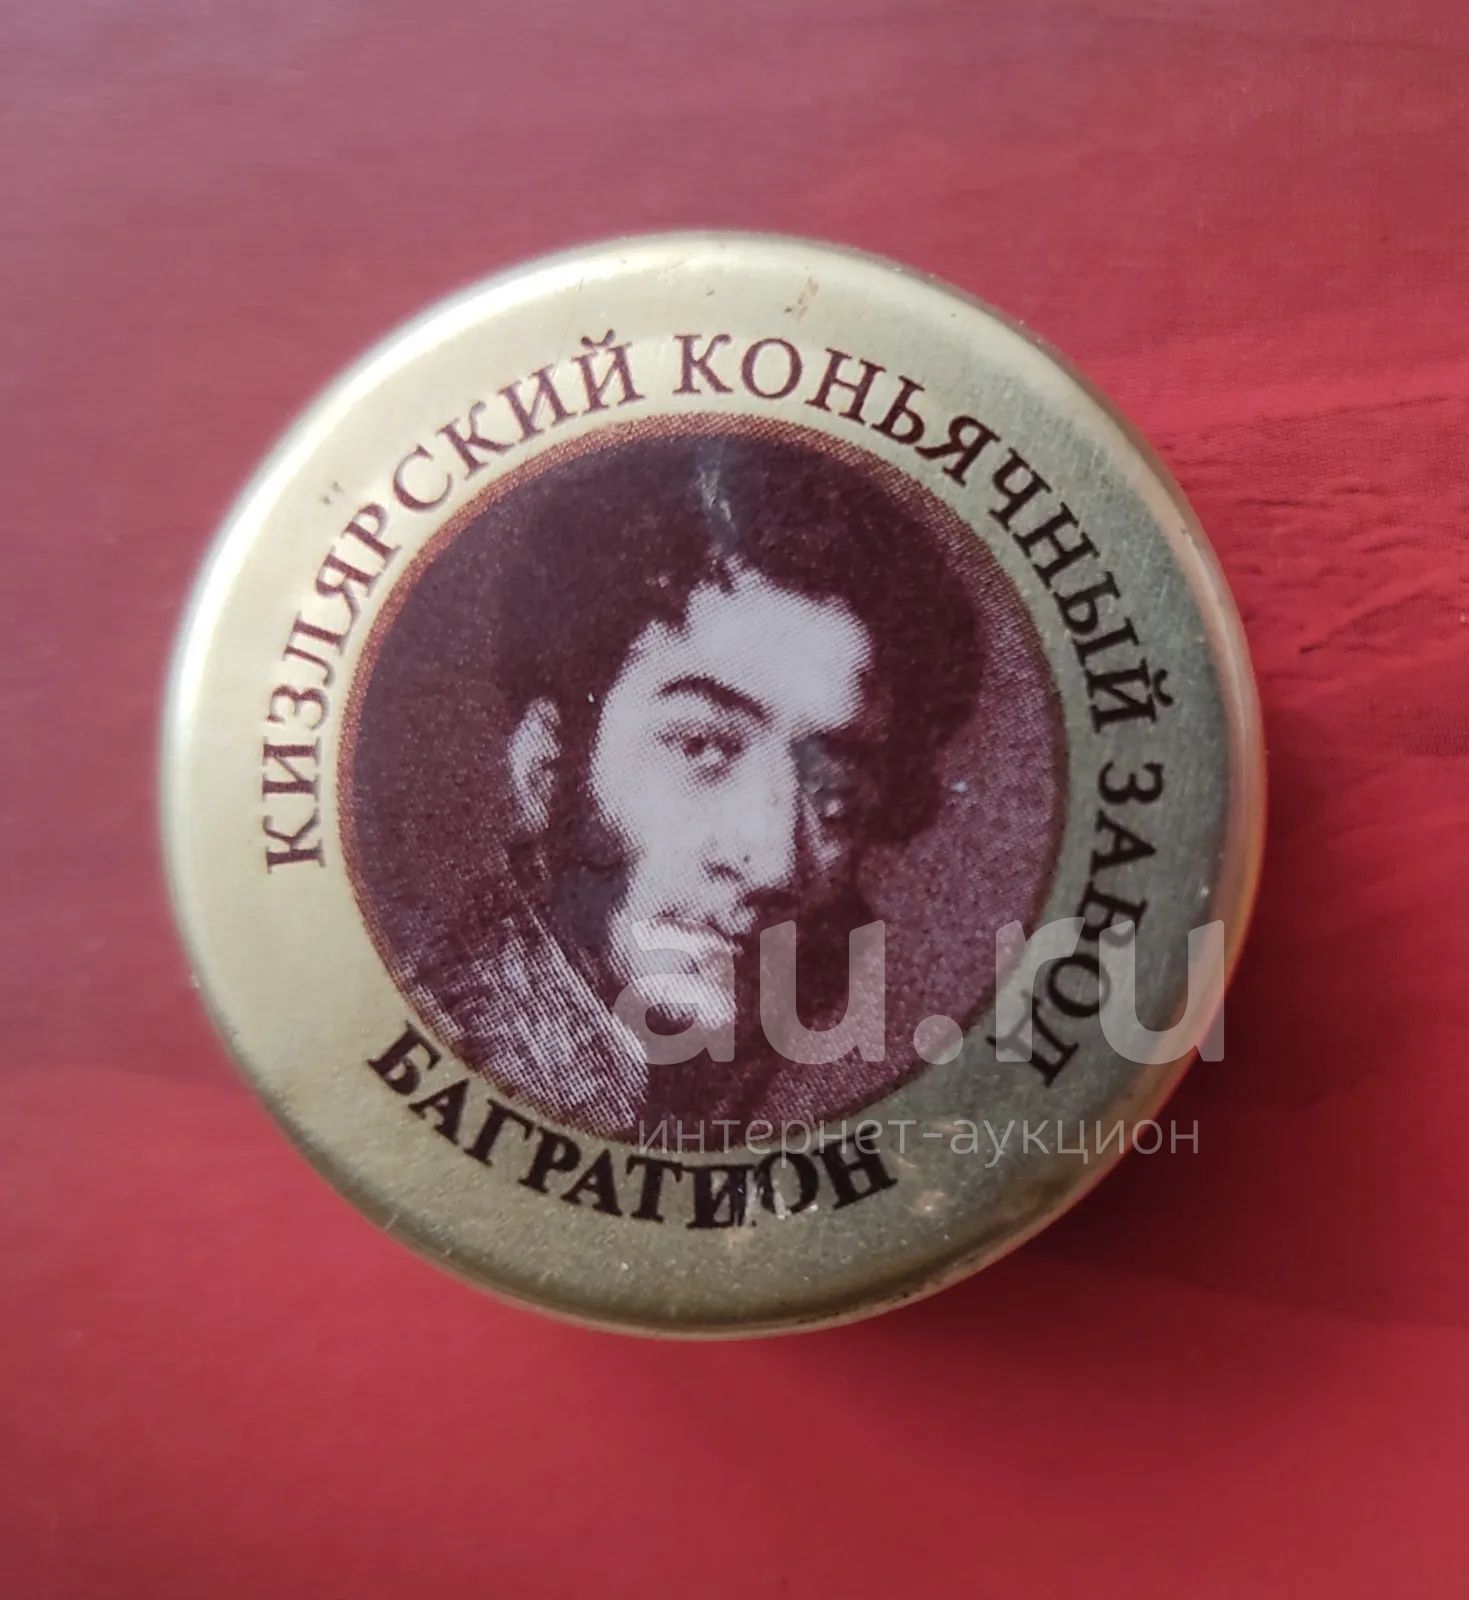 КИЗЛЯРСКИЙ КОНЬЯЧНЫЙ ЗАВОД
БАГРАТИОН
au.ru
интернет-аукцион